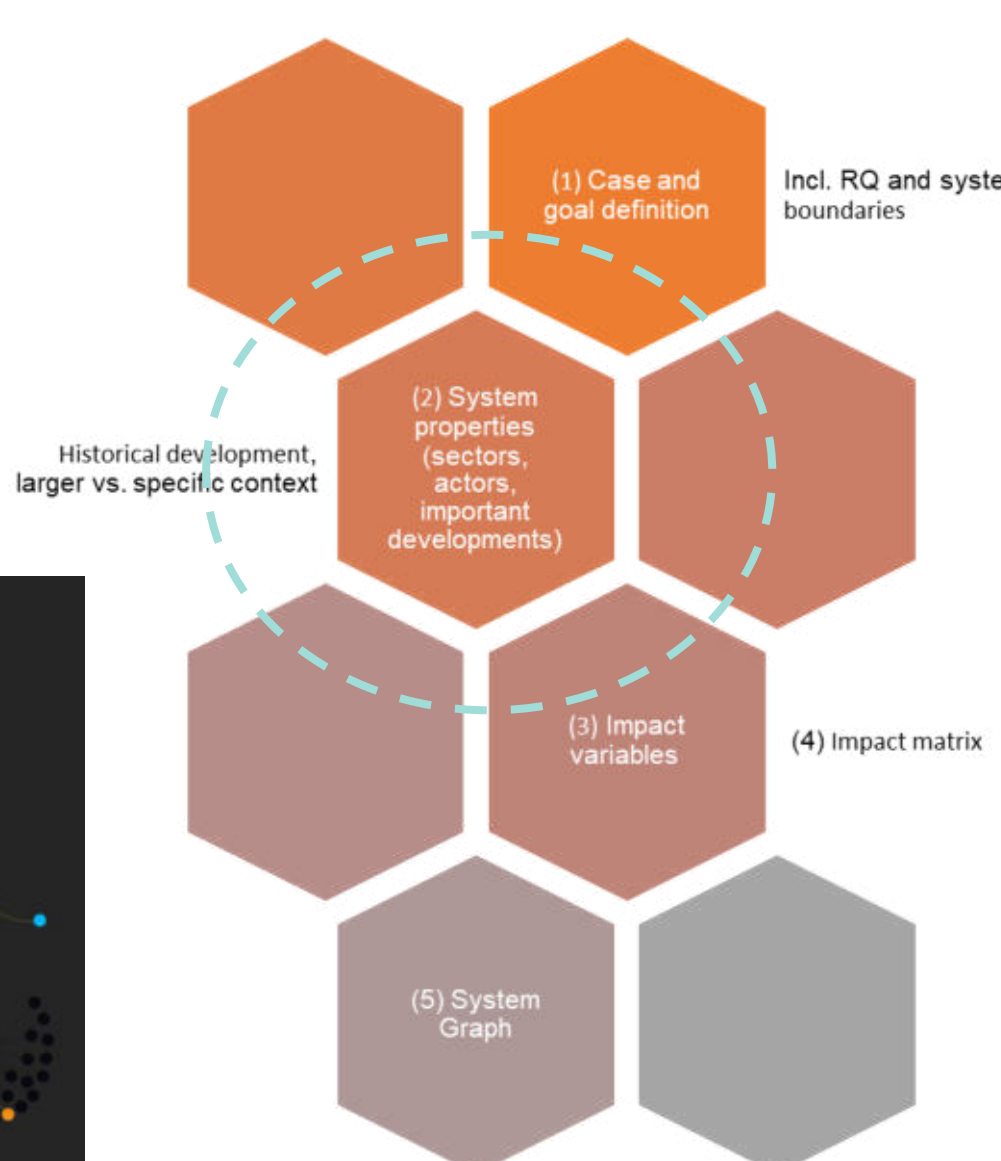 (1) Case and
goal definition
Incl. RQ and syste
boundaries
(2) System
properties
(sectors,
actors,
important
developments)
Historical development,
larger vs. specific context
(3) Impact
variables
(4) Impact matrix
(5) System
Graph